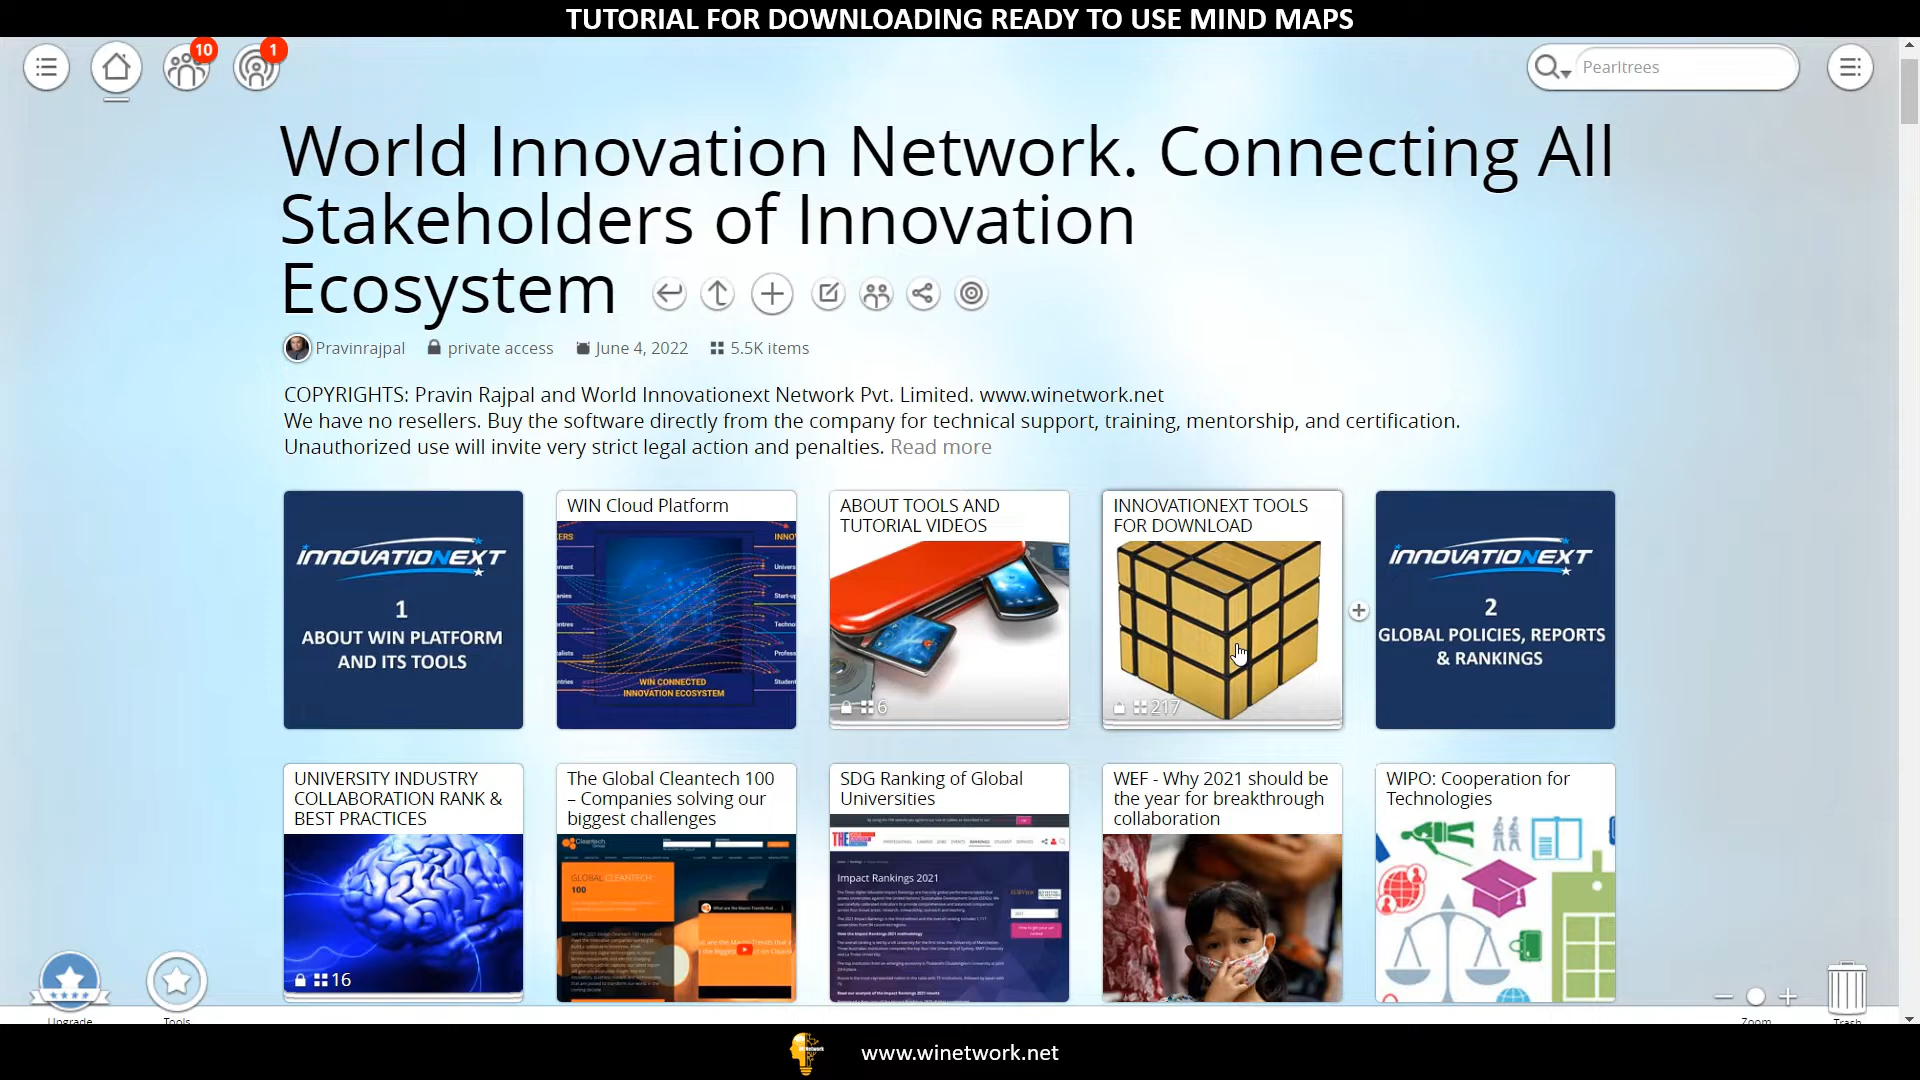 TUTORIAL FOR DOWNLOADING READY TO USE MIND MAPS
10
1
Pearltrees
World Innovation Network. Connecting All
Stakeholders of Innovation
Ecosystem
Pravinrajpal private access June 4, 2022 5.5K items
COPYRIGHTS: Pravin Rajpal and World Innovationext Network Pvt. Limited. www.winetwork.net
We have no resellers. Buy the software directly from the company for technical support, training, mentorship, and certification.
Unauthorized use will invite very strict legal action and penalties. Read more
INNOVATIONEXT
1
ABOUT WIN PLATFORM
AND ITS TOOLS
WIN Cloud Platform
WIN CONNECTED
INNOVATION ECOSYSTEM
ABOUT TOOLS AND
TUTORIAL VIDEOS
6
INNOVATIONEXT TOOLS
FOR DOWNLOAD
217
INNOVATIONEXT
2
GLOBAL POLICIES, REPORTS
& RANKINGS
UNIVERSITY INDUSTRY
COLLABORATION RANK &
BEST PRACTICES
16
The Global Cleantech 100
– Companies solving our
biggest challenges
GLOBAL CLEANTECH
100
SDG Ranking of Global
Universities
Impact Rankings 2021
WEF - Why 2021 should be
the year for breakthrough
collaboration
WIPO: Cooperation for
Technologies
Upgrade
Tools
Zoom
Trash
www.winetwork.net